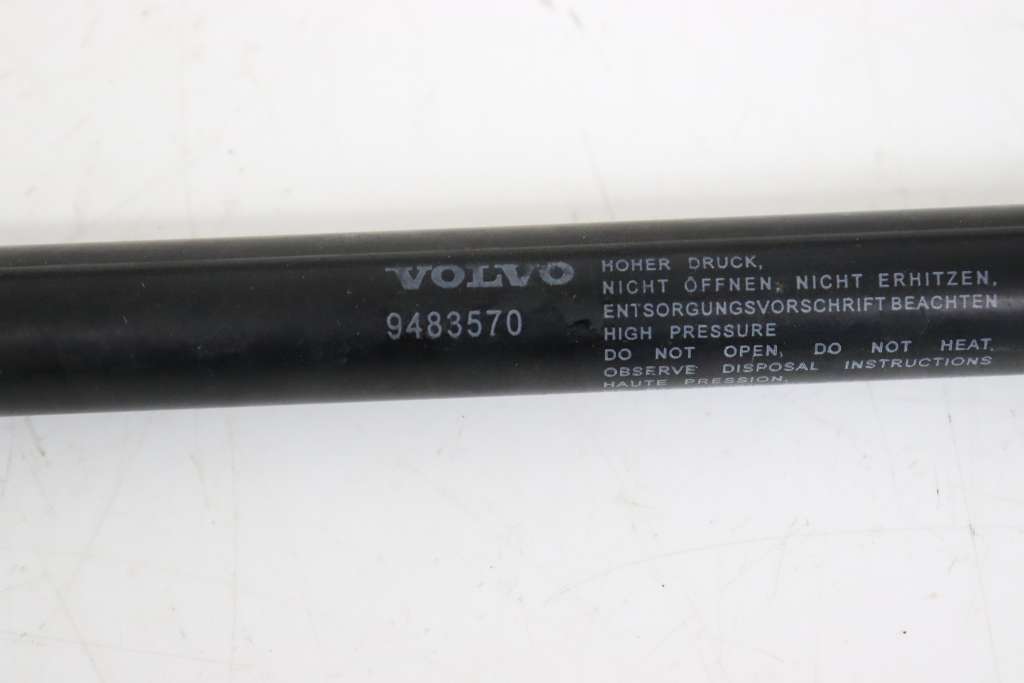 VOLVO
9483570
HOHER DRUCK,
NICHT ÖFFNEN, NICHT ERHITZEN,
ENTSORGUNGSVORSCHRIFT BEACHTEN
HIGH PRESSURE
DO NOT OPEN, DO NOT HEAT.
OBSERVE DISPOSAL INSTRUCTIONS
HAUTE PRESSION.